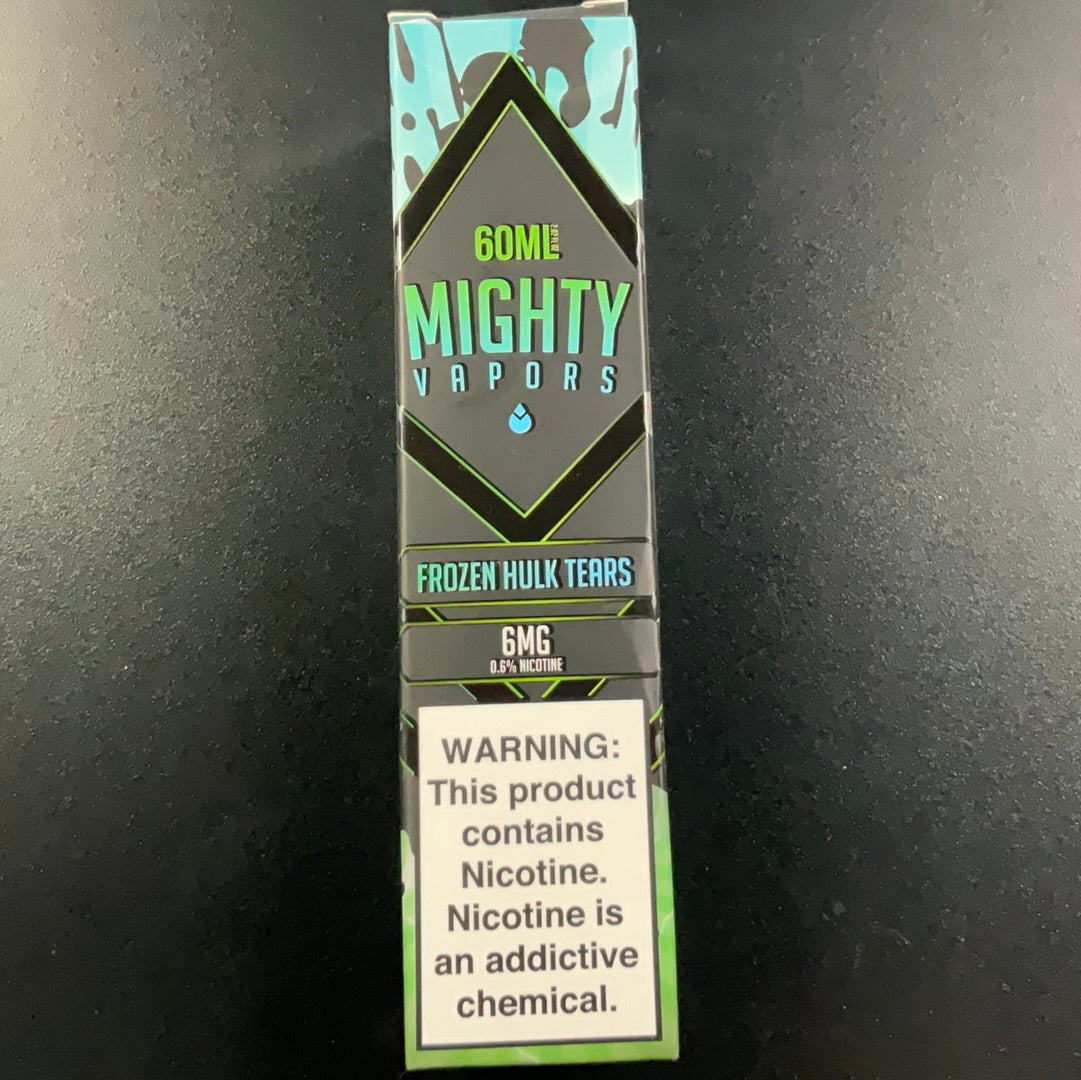 60ML
MIGHTY
VAPORS
FROZEN HULK TEARS
6MG
0.6% NICOTINE
WARNING:
This product
contains
Nicotine.
Nicotine is
an addictive
chemical.